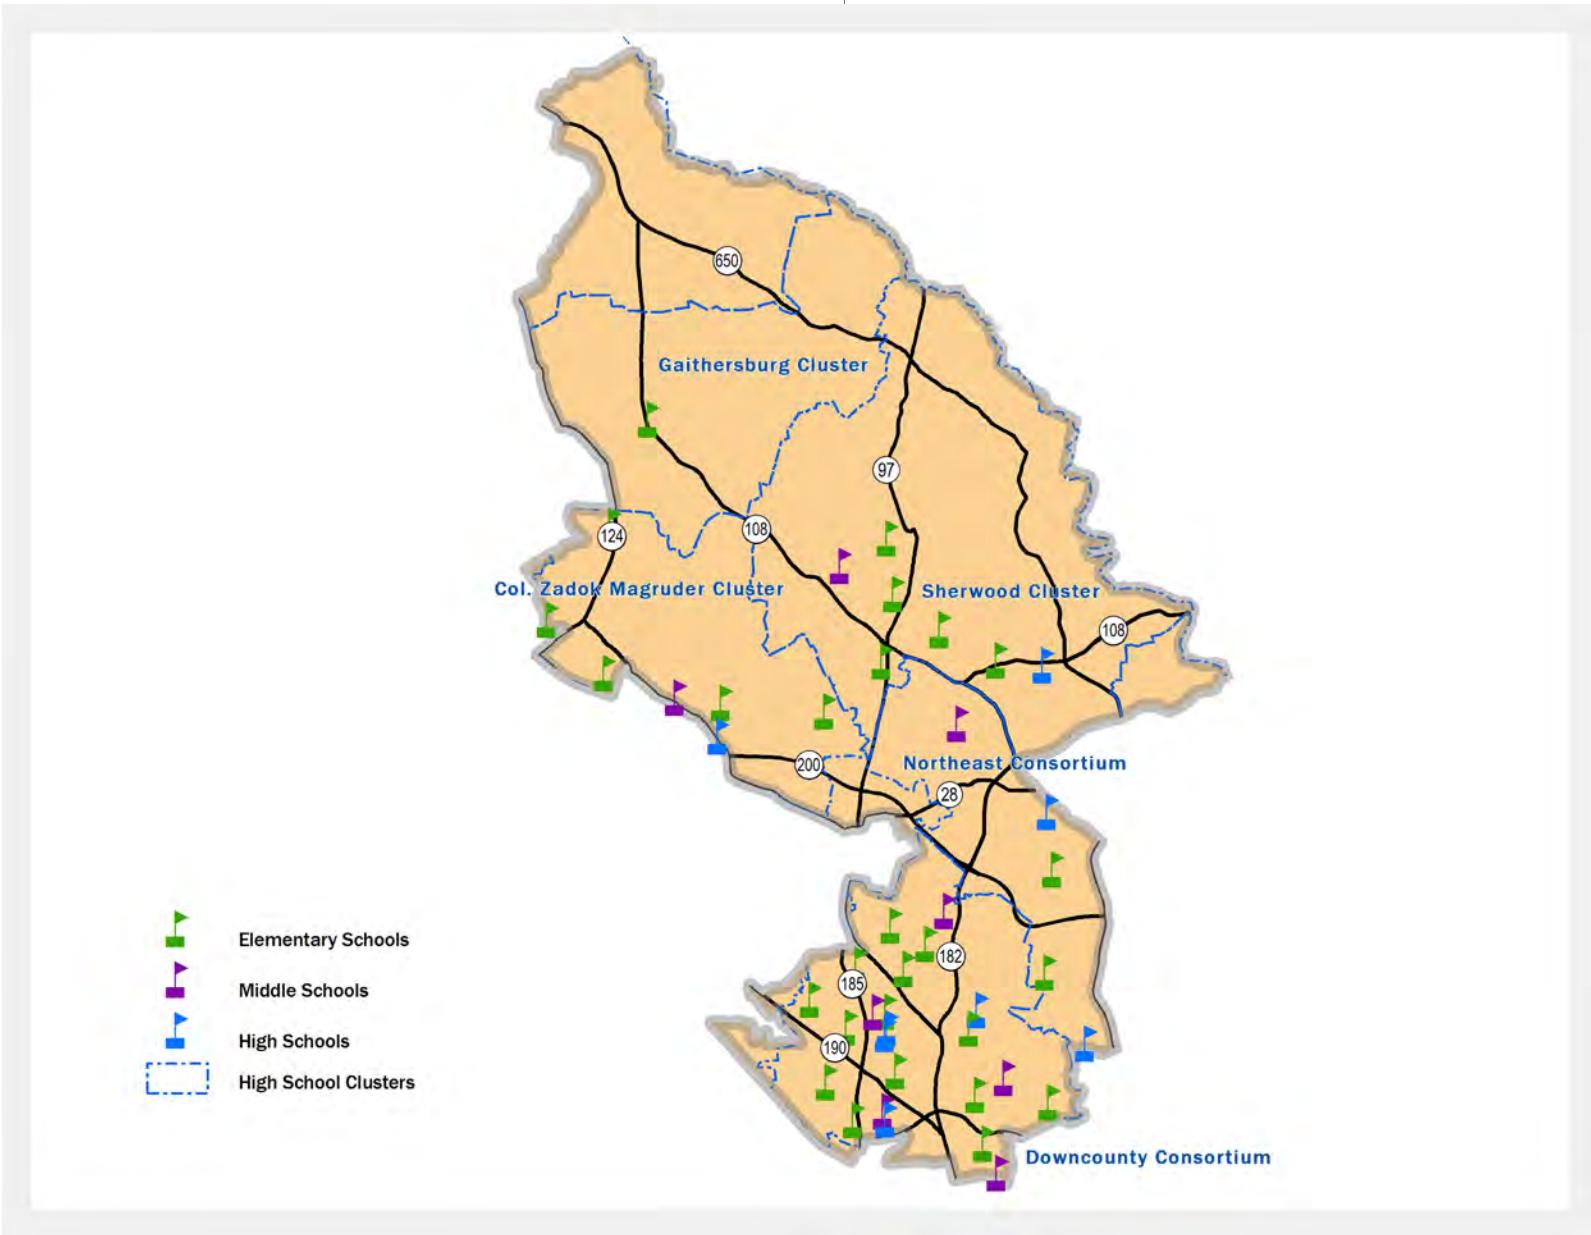 650
Gaithersburg Cluster
97
108
124
Col. Zadok Magruder Cluster
Sherwood Cluster
108
200
Northeast Consortium
28
182
185
190
Downcounty Consortium
Elementary Schools
Middle Schools
High Schools
High School Clusters